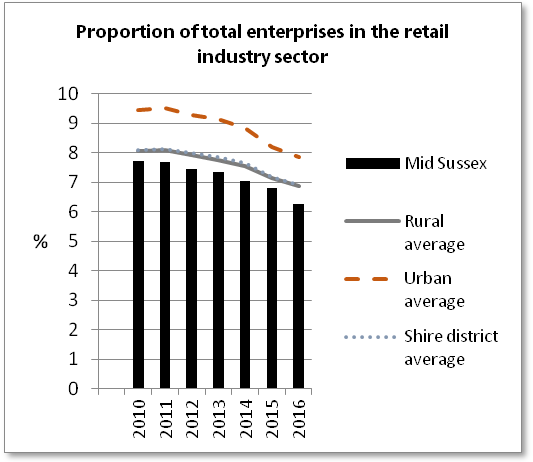 Proportion of total enterprises in the retail
industry sector
10
9
8
7
6
5
4
3
2
1
0
%
2010
2011
2012
2013
2014
2015
2016
Mid Sussex
Rural
average
Urban
average
Shire district
average